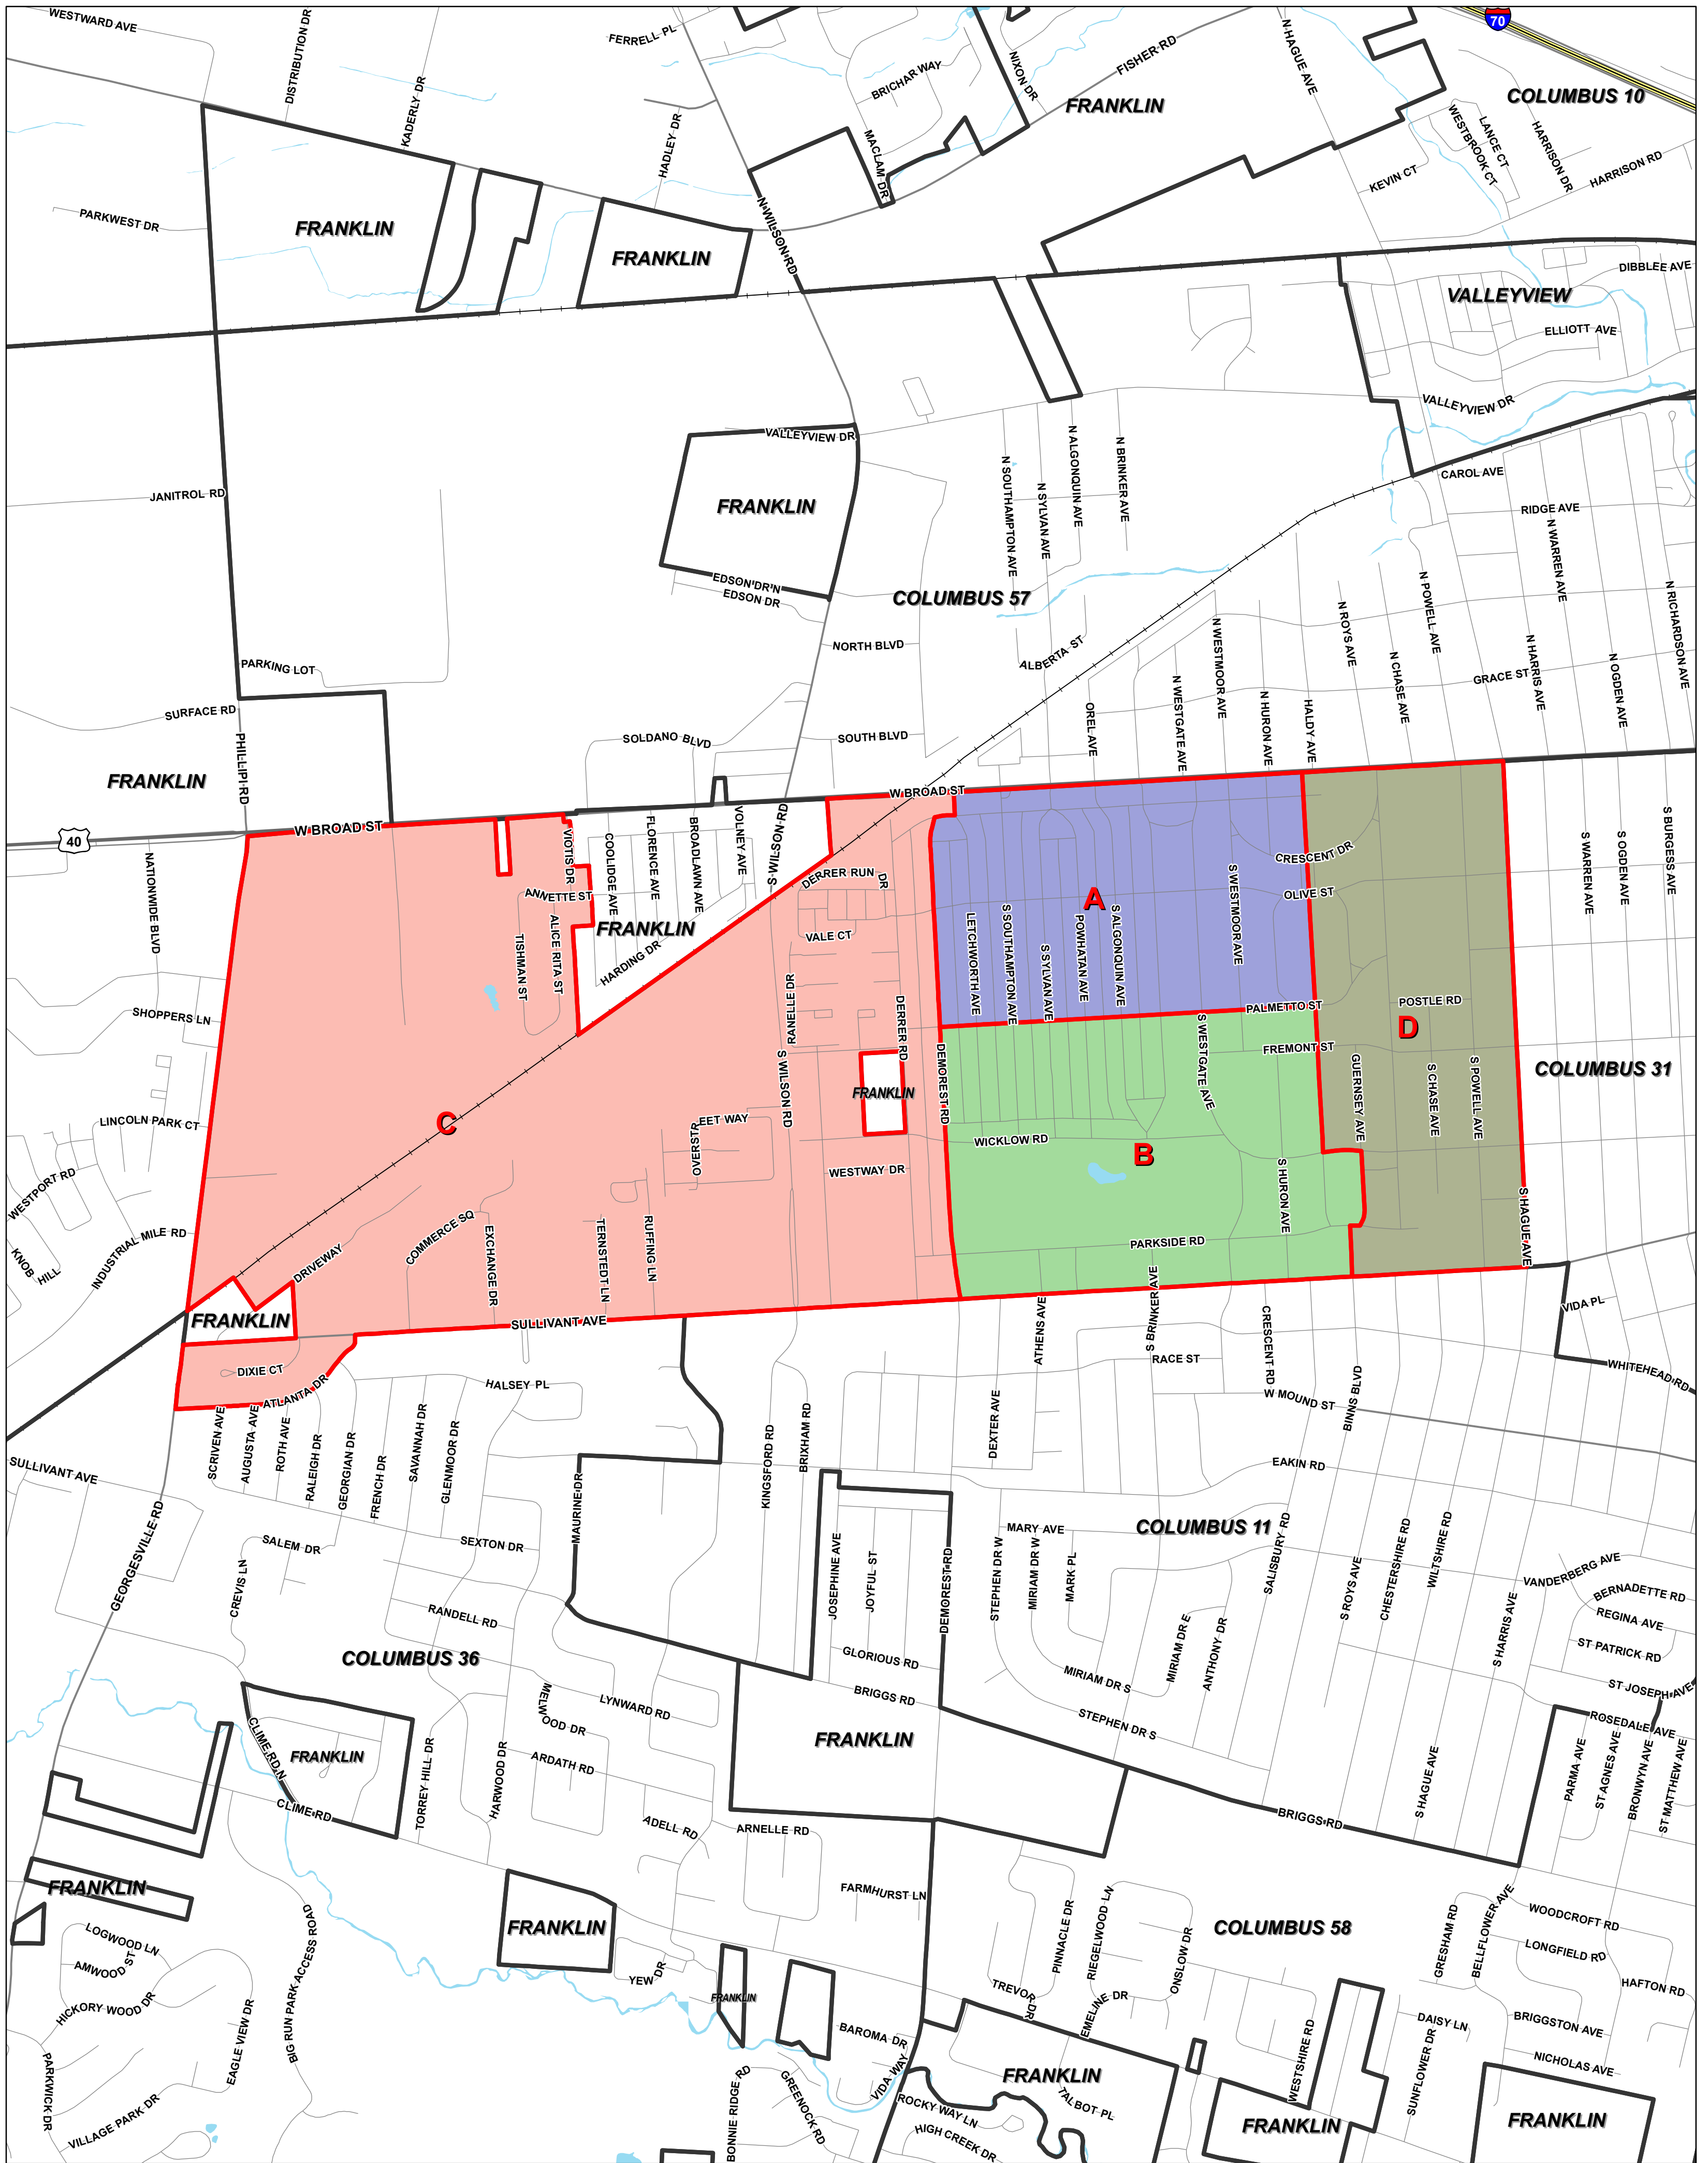 WESTWARD AVE
DISTRIBUTION DR
KADERLY DR
FERRELL PL
HADLEY DR
BRICHAR WAY
MACLAM DR
NIXON DR
FISHER RD
FRANKLIN
N HAGUE AVE
70
COLUMBUS 10
WESTBROOK CT
LANCE CT
HARRISON DR
HARRISON RD
KEVIN CT
PARKWEST DR
FRANKLIN
FRANKLIN
N WILSON RD
VALLEYVIEW
DIBBLEE AVE
ELLIOTT AVE
VALLEYVIEW DR
VALLEYVIEW DR
JANITROL RD
FRANKLIN
EDSON DR N
EDSON DR
COLUMBUS 57
N SOUTHAMPTON AVE
N SYLVAN AVE
N ALGONQUIN AVE
N BRINKER AVE
CAROL AVE
RIDGE AVE
N WARREN AVE
N RICHARDSON AVE
N POWELL AVE
N ROYS AVE
N CHASE AVE
N HARRIS AVE
N OGDEN AVE
GRACE ST
N WESTMOOR AVE
N WESTGATE AVE
N HURON AVE
HALDY AVE
OREL AVE
ALBERTA ST
NORTH BLVD
PARKING LOT
SURFACE RD
PHILLIPI RD
SOLDANO BLVD
SOUTH BLVD
FRANKLIN
W BROAD ST
W BROAD ST
40
NATIONWIDE BLVD
VIOTIS DR
COOLIDGE AVE
FLORENCE AVE
BROADLAWN AVE
VOLNEY AVE
S WILSON RD
ANNETTE ST
FRANKLIN
HARDING DR
TISHMAN ST
ALICE RITA ST
DERRER RUN
DR
VALE CT
RANELLE DR
DERRER RD
A
LETCHWORTH AVE
S SOUTHAMPTON AVE
S SYLVAN AVE
POWHATAN AVE
S ALGONQUIN AVE
S WESTMOOR AVE
CRESCENT DR
OLIVE ST
PALMETTO ST
POSTLE RD
D
FREMONT ST
S WARREN AVE
S OGDEN AVE
S BURGESS AVE
COLUMBUS 31
SHOPPERS LN
LINCOLN PARK CT
WESTPORT RD
KNOB HILL
INDUSTRIAL MILE RD
C
S WILSON RD
FRANKLIN
DEMOREST RD
OVERSTREET WAY
WESTWAY DR
WICKLOW RD
B
S WESTGATE AVE
S HURON AVE
GUERNSEY AVE
S CHASE AVE
S POWELL AVE
S HAGUE AVE
PARKSIDE RD
DRIVEWAY
COMMERCE SQ
EXCHANGE DR
TERNSTEDT LN
RUFFING LN
FRANKLIN
SULLIVANT AVE
DIXIE CT
ATLANTA DR
HALSEY PL
SCRIVEN AVE
AUGUSTA AVE
ROTH AVE
RALEIGH DR
GEORGIAN DR
FRENCH DR
SAVANNAH DR
GLENMOOR DR
ATHENS AVE
S BRINKER AVE
RACE ST
CRESCENT RD
W MOUND ST
BINNS BLVD
VIDA PL
WHITEHEAD RD
SULLIVANT AVE
GEORGESVILLE RD
MAURINE DR
KINGSFORD RD
BRIXHAM RD
DEXTER AVE
EAKIN RD
SALEM DR
SEXTON DR
CREVIS LN
RANDELL RD
JOSEPHINE AVE
JOYFUL ST
GLORIOUS RD
DEMOREST RD
MARY AVE
COLUMBUS 11
STEPHEN DR W
MIRIAM DR W
MARK PL
MIRIAM DR E
ANTHONY DR
SALISBURY RD
S ROYS AVE
CHESTERSHIRE RD
WILTSHIRE RD
S HARRIS AVE
VANDERBERG AVE
BERNADETTE RD
REGINA AVE
ST PATRICK RD
ST JOSEPH AVE
ROSEDALE AVE
COLUMBUS 36
MIRIAM DR S
STEPHEN DR S
LYNWARD RD
MELWOOD DR
BRIGGS RD
FRANKLIN
CLIME RD N
FRANKLIN
ARDATH RD
TORREY HILL DR
HARWOOD DR
CLIME RD
ADELL RD
ARNELLE RD
S HAGUE AVE
BRIGGS RD
PARMA AVE
ST AGNES AVE
BRONWYN AVE
ST MATTHEW AVE
FRANKLIN
FRANKLIN
FARMHURST LN
PINNACLE DR
RIEGELWOOD LN
ONSLOW DR
COLUMBUS 58
GRESHAM RD
BELLFLOWER AVE
WOODCROFT RD
LONGFIELD RD
HAFTON RD
LOGWOOD LN
AMWOOD ST
HICKORY WOOD DR
EAGLE VIEW DR
BIG RUN PARK ACCESS ROAD
YEW DR
FRANKLIN
TREVOR DR
EMELINE DR
BAROMA DR
VIDA WAY
FRANKLIN
TALBOT PL
WESTSHIRE RD
DAISY LN
SUNFLOWER DR
BRIGGSTON AVE
NICHOLAS AVE
PARKWICK DR
VILLAGE PARK DR
BONNIE RIDGE RD
GREENOCK RD
ROCKY WAY LN
HIGH CREEK DR
FRANKLIN
FRANKLIN